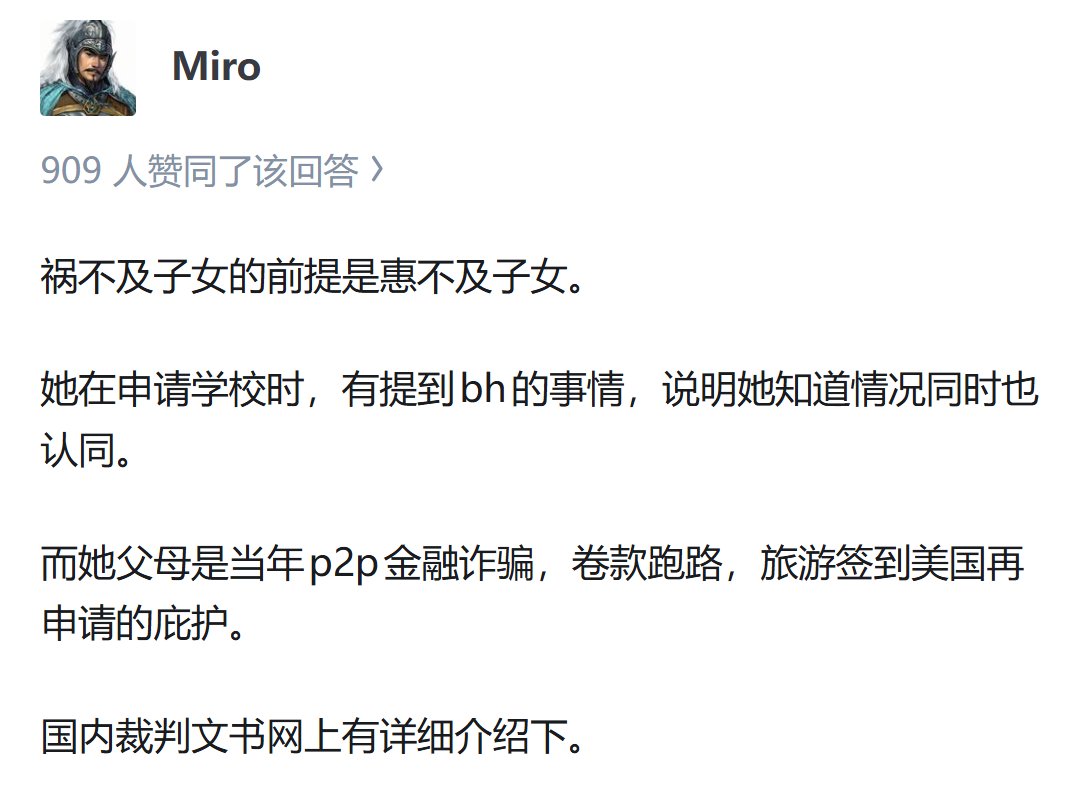 Miro
909 人赞同了该回答 〉
祸不及子女的前提是惠不及子女。
她在申请学校时，有提到bh的事情，说明她知道情况同时也
认同。
而她父母是当年p2p金融诈骗，卷款跑路，旅游签到美国再
申请的庇护。
国内裁判文书网上有详细介绍下。